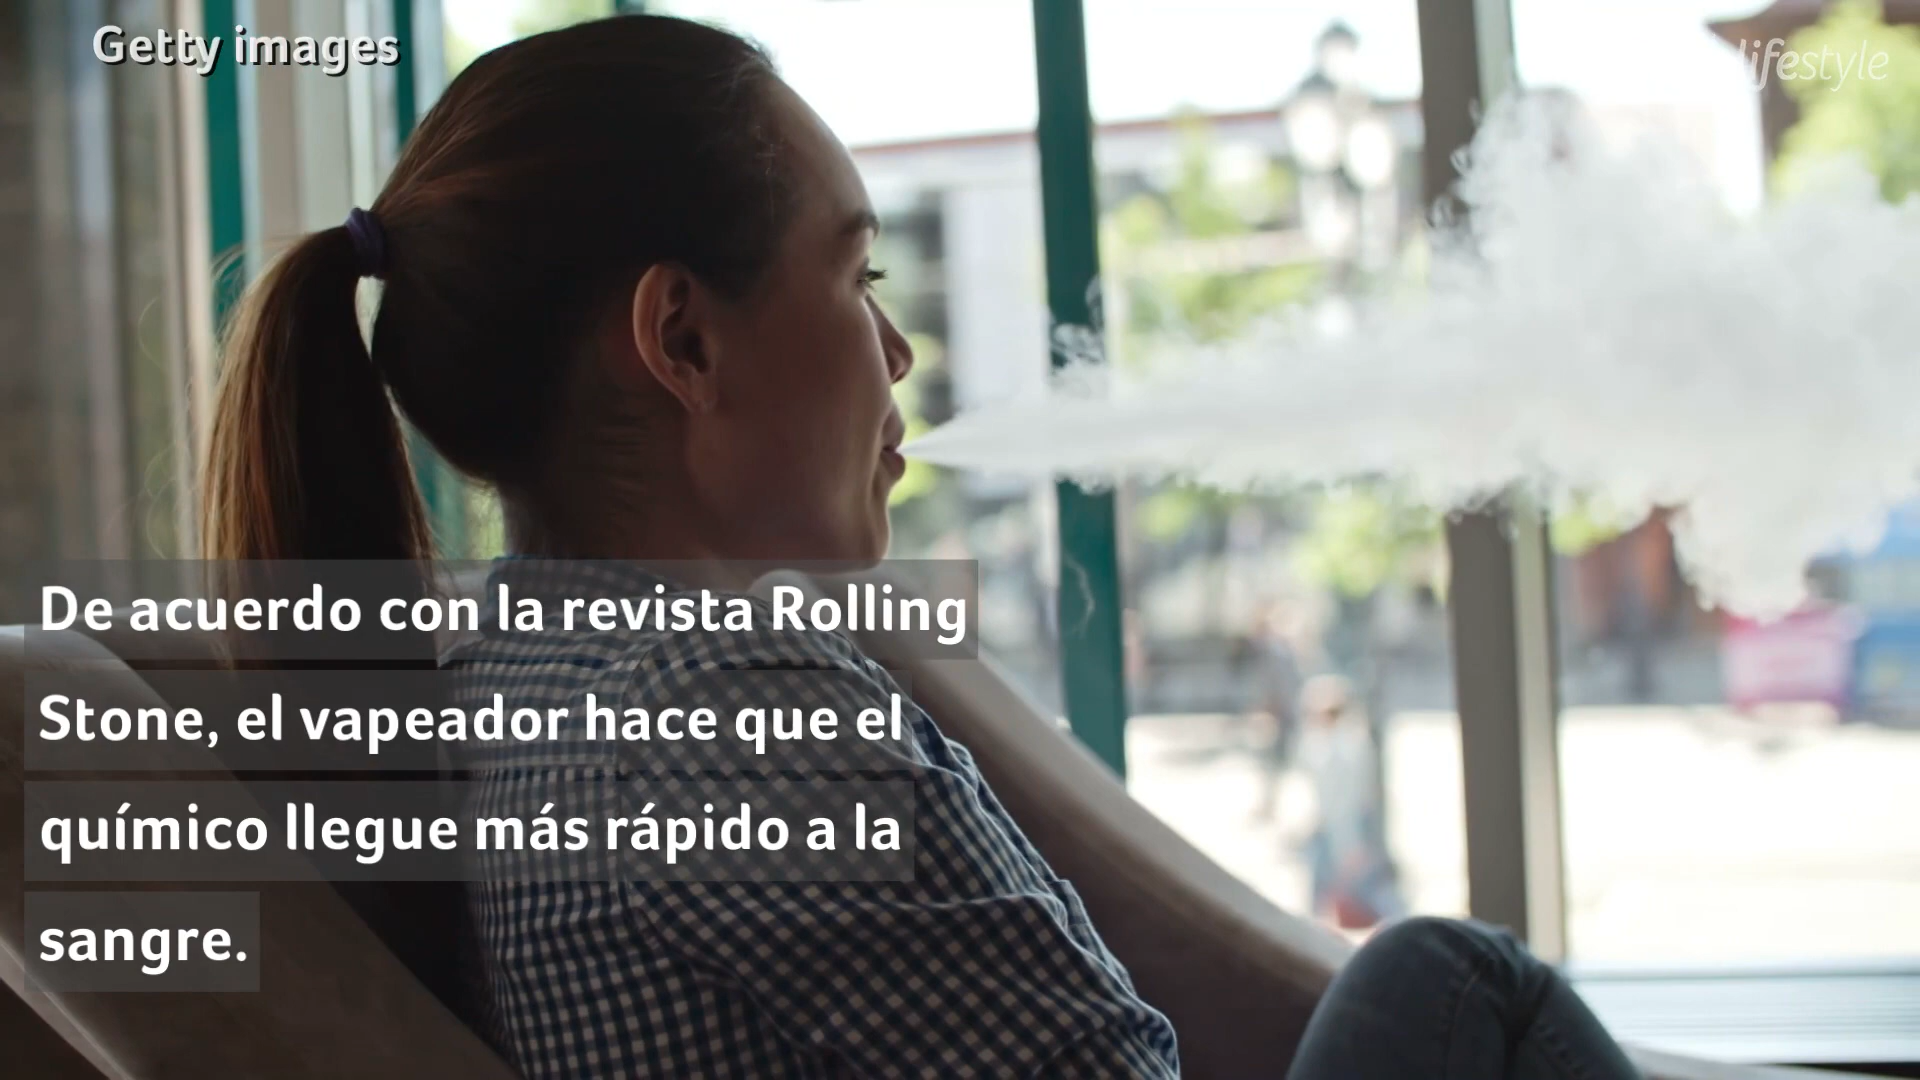 Getty images
lifestyle
De acuerdo con la revista Rolling
Stone, el vapeador hace que el
químico llegue más rápido a la
sangre.